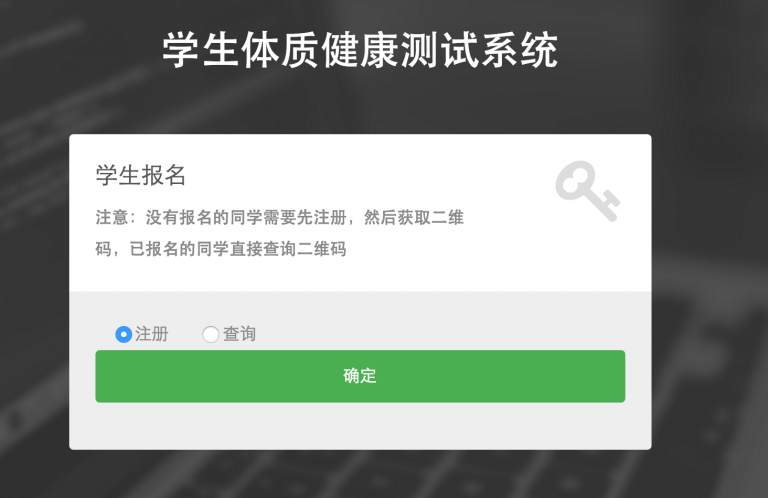 学生体质健康测试系统
学生报名
注意：没有报名的同学需要先注册，然后获取二维
码，已报名的同学直接查询二维码
注册
查询
确定